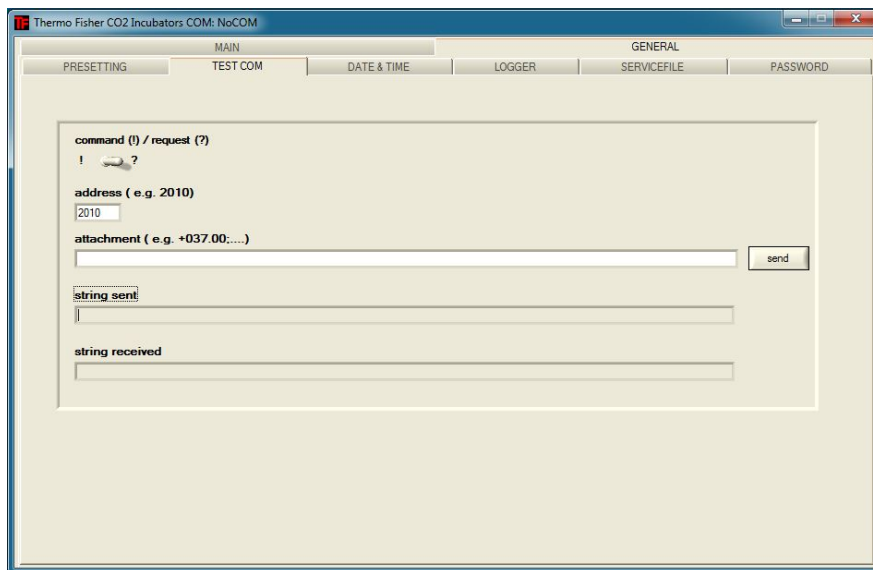 TF Thermo Fisher CO2 Incubators COM: NoCOM
MAIN GENERAL
PRESETTING TEST COM DATE & TIME LOGGER SERVICEFILE PASSWORD
command (!) / request (?)
! ?
address ( e.g. 2010)
2010
attachment ( e.g. +037.00;....)
send
string sent
string received